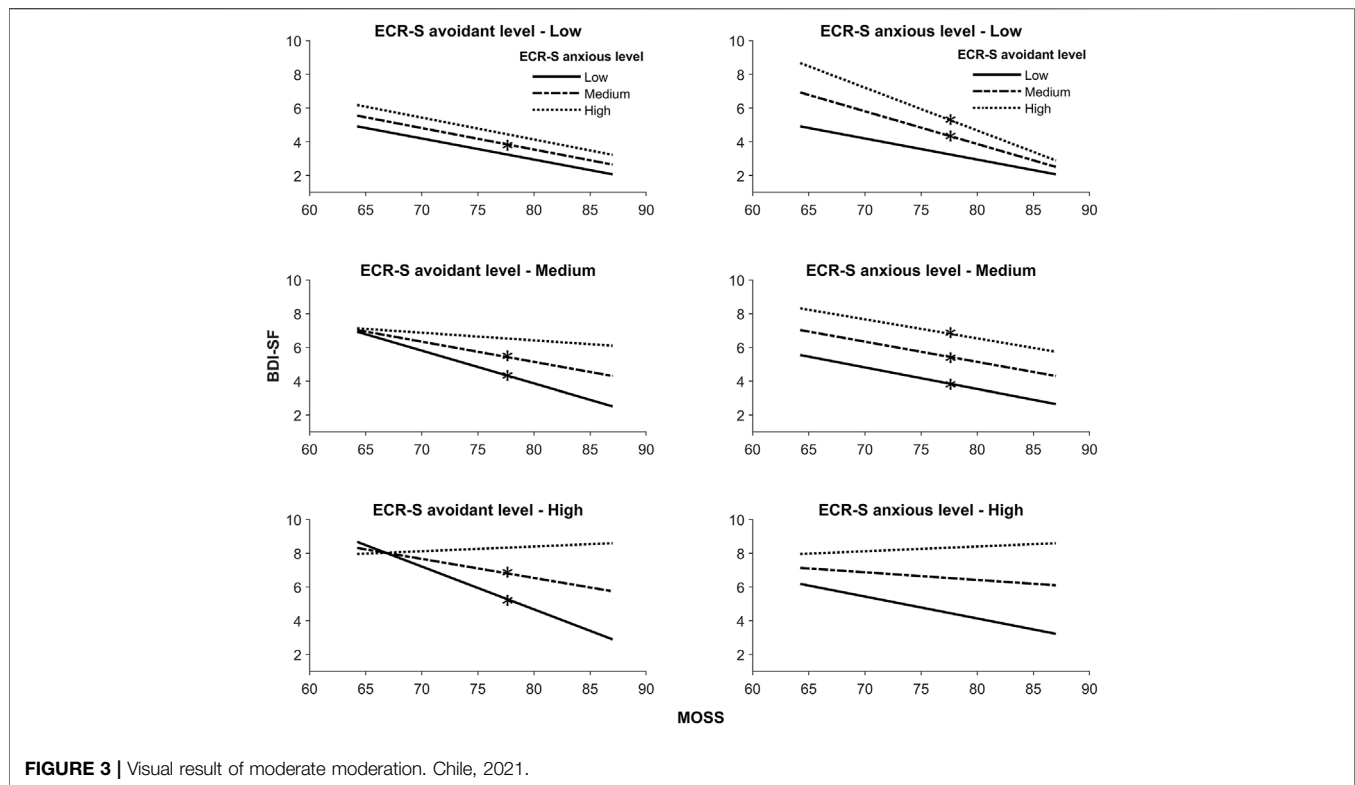 ECR-S avoidant level - Low
ECR-S anxious level
Low
Medium
High
10
8
6
4
2
60 65 70 75 80 85 90
ECR-S anxious level - Low
ECR-S avoidant level
Low
Medium
High
10
8
6
4
2
60 65 70 75 80 85 90
ECR-S avoidant level - Medium
10
8
6
4
2
60 65 70 75 80 85 90
ECR-S anxious level - Medium
10
8
6
4
2
60 65 70 75 80 85 90
BDI-SF
ECR-S avoidant level - High
10
8
6
4
2
60 65 70 75 80 85 90
ECR-S anxious level - High
10
8
6
4
2
60 65 70 75 80 85 90
MOSS
FIGURE 3 | Visual result of moderate moderation. Chile, 2021.